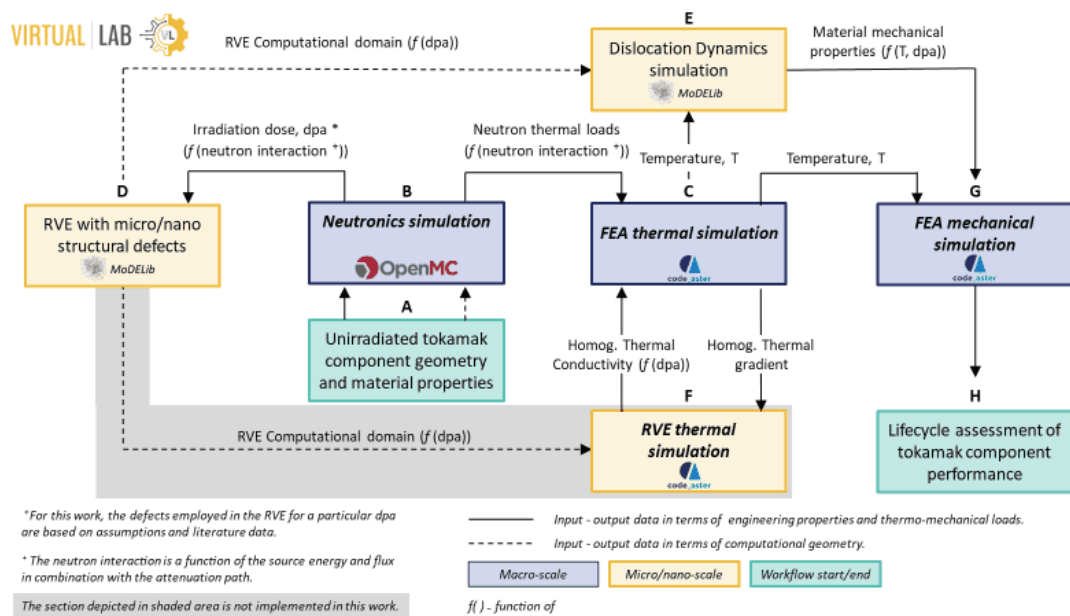 VIRTUAL LAB VL
E
RVE Computational domain (f (dpa))
Dislocation Dynamics
simulation
MoDELib
Material mechanical
properties (f (T, dpa))
Irradiation dose, dpa *
(f (neutron interaction +))
Neutron thermal loads
(f (neutron interaction +))
Temperature, T
Temperature, T
D
B
C
G
RVE with micro/nano
structural defects
MoDELib
Neutronics simulation
OpenMC
FEA thermal simulation
code_aster
FEA mechanical
simulation
code_aster
A
Unirradiated tokamak
component geometry
and material properties
Homog. Thermal
Conductivity (f (dpa))
Homog. Thermal
gradient
F
H
RVE Computational domain (f (dpa))
RVE thermal
simulation
code_aster
Lifecycle assessment of
tokamak component
performance
*For this work, the defects employed in the RVE for a particular dpa
are based on assumptions and literature data.
+ The neutron interaction is a function of the source energy and flux
in combination with the attenuation path.
The section depicted in shaded area is not implemented in this work.
Input - output data in terms of engineering properties and thermo-mechanical loads.
Input - output data in terms of computational geometry.
Macro-scale
Micro/nano-scale
Workflow start/end
f( ) - function of